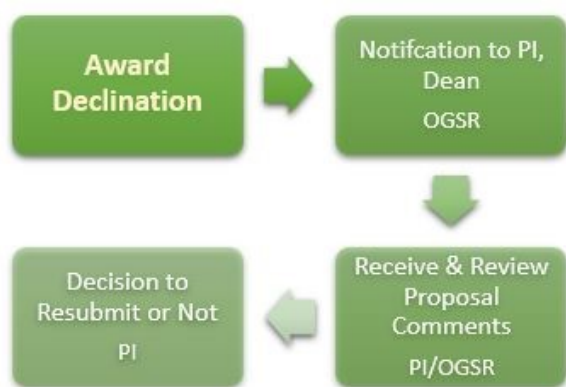 Award
Declination
Notifcation to PI,
Dean
OGSR
Receive & Review
Proposal
Comments
PI/OGSR
Decision to
Resubmit or Not
PI